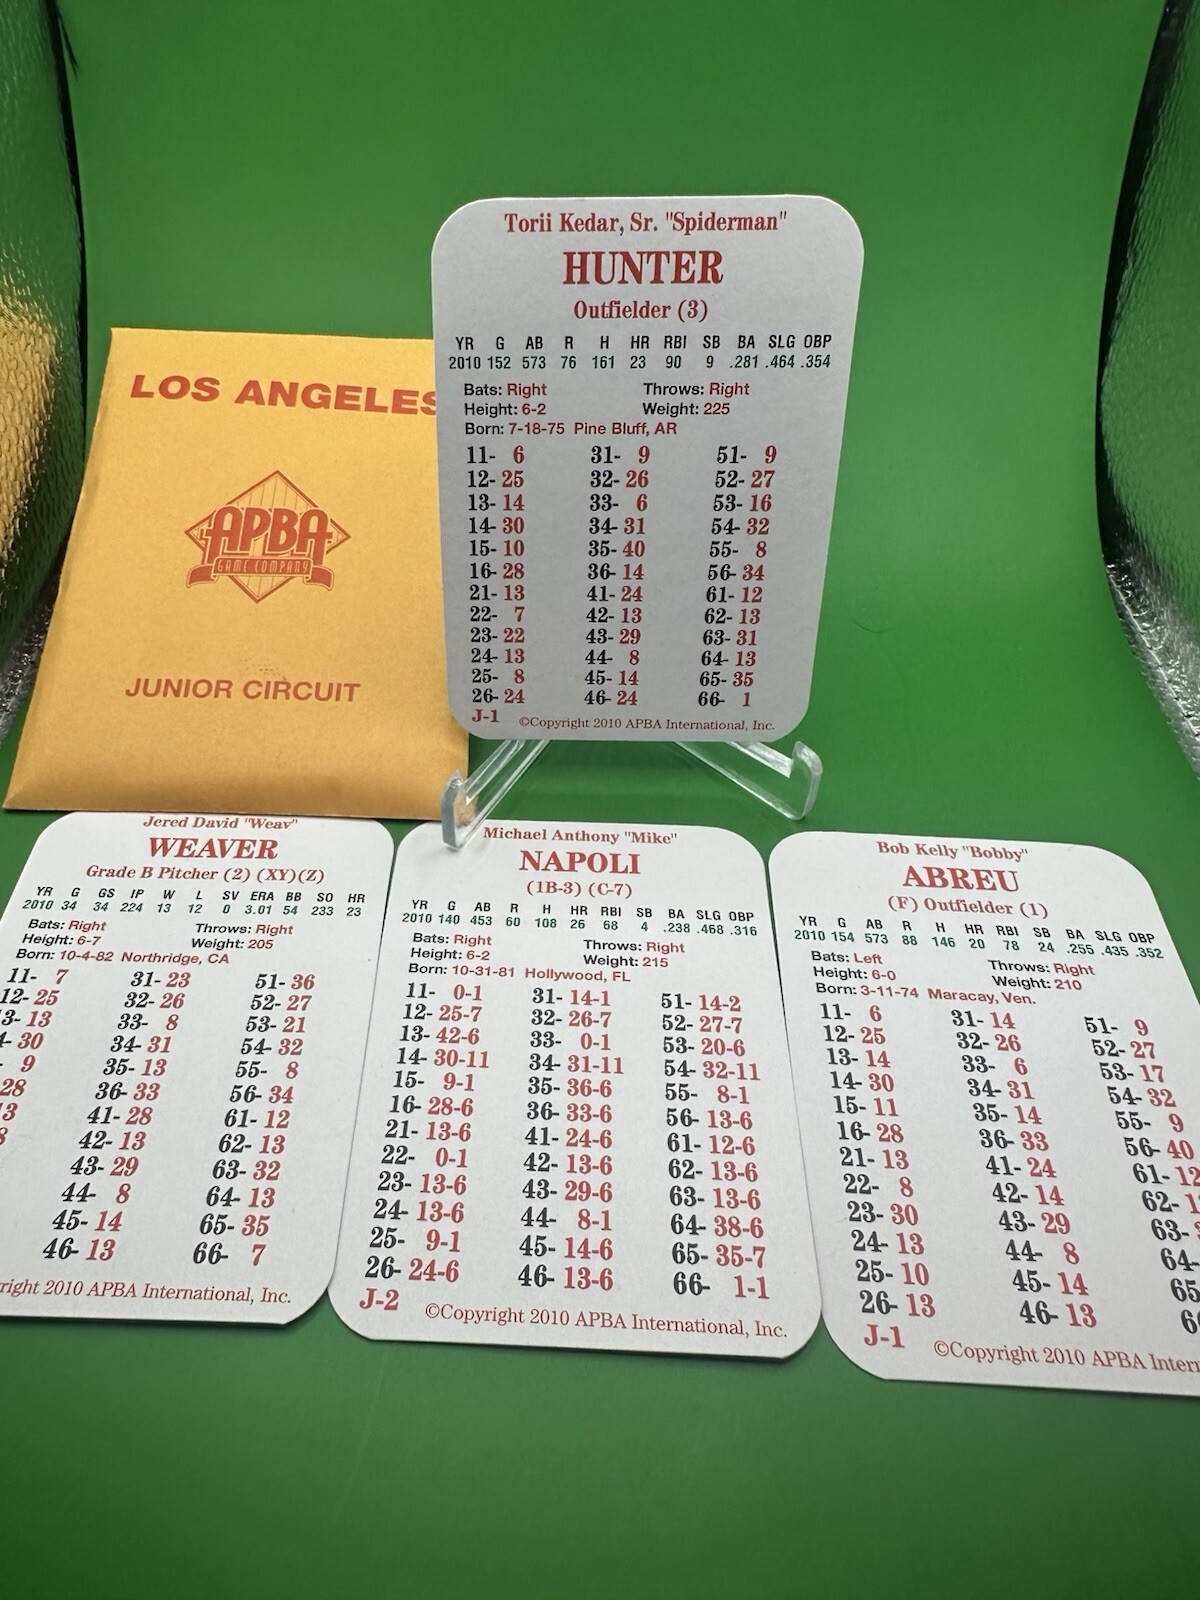 Torii Kedar, Sr. "Spiderman"
HUNTER
Outfielder (3)
YR G AB R H HR RBI SB BA SLG OBP
2010 152 573 76 161 23 90 9 .281 .464 .354
Bats: Right Throws: Right
Height: 6-2 Weight: 225
Born: 7-18-75 Pine Bluff, AR
11- 6 31- 9 51- 9
12- 25 32- 26 52- 27
13- 14 33- 6 53- 16
14- 30 34- 31 54- 32
15- 10 35- 40 55- 8
16- 28 36- 14 56- 34
21- 13 41- 24 61- 12
22- 7 42- 13 62- 13
23- 22 43- 29 63- 31
24- 13 44- 8 64- 13
25- 8 45- 14 65- 35
26- 24 46- 24 66- 1
J-1 ©Copyright 2010 APBA International, Inc.
LOS ANGELES
APBA
GAME COMPANY
JUNIOR CIRCUIT
Jered David "Weav"
WEAVER
Grade B Pitcher (2) (XY)(Z)
YR G GS IP W L SV ERA BB SO HR
2010 34 34 224 13 12 0 3.01 54 233 23
Bats: Right Throws: Right
Height: 6-7 Weight: 205
Born: 10-4-82 Northridge, CA
11- 7 31- 23 51- 36
12- 25 32- 26 52- 27
3- 13 33- 8 53- 21
- 30 34- 31 54- 32
9 35- 13 55- 8
28 36- 33 56- 34
13 41- 28 61- 12
8 42- 13 62- 13
43- 29 63- 32
44- 8 64- 13
45- 14 65- 35
46- 13 66- 7
right 2010 APBA International, Inc.
Michael Anthony "Mike"
NAPOLI
(1B-3) (C-7)
YR G AB R H HR RBI SB BA SLG OBP
2010 140 453 60 108 26 68 4 .238 .468 .316
Bats: Right Throws: Right
Height: 6-2 Weight: 215
Born: 10-31-81 Hollywood, FL
11- 0-1 31- 14-1 51- 14-2
12- 25-7 32- 26-7 52- 27-7
13- 42-6 33- 0-1 53- 20-6
14- 30-11 34- 31-11 54- 32-11
15- 9-1 35- 36-6 55- 8-1
16- 28-6 36- 33-6 56- 13-6
21- 13-6 41- 24-6 61- 12-6
22- 0-1 42- 13-6 62- 13-6
23- 13-6 43- 29-6 63- 13-6
24- 13-6 44- 8-1 64- 38-6
25- 9-1 45- 14-6 65- 35-7
26- 24-6 46- 13-6 66- 1-1
J-2 ©Copyright 2010 APBA International, Inc.
Bob Kelly "Bobby"
ABREU
(F) Outfielder (1)
YR G AB R H HR RBI SB BA SLG OBP
2010 154 573 88 146 20 78 24 .255 .435 .352
Bats: Left Throws: Right
Height: 6-0 Weight: 210
Born: 3-11-74 Maracay, Ven.
11- 6 31- 14 51- 9
12- 25 32- 26 52- 27
13- 14 33- 6 53- 17
14- 30 34- 31 54- 32
15- 11 35- 14 55- 9
16- 28 36- 33 56- 40
21- 13 41- 24 61- 12
22- 8 42- 14 62- 1
23- 30 43- 29 63-
24- 13 44- 8 64-
25- 10 45- 14 65
26- 13 46- 13 6
J-1 ©Copyright 2010 APBA Inter